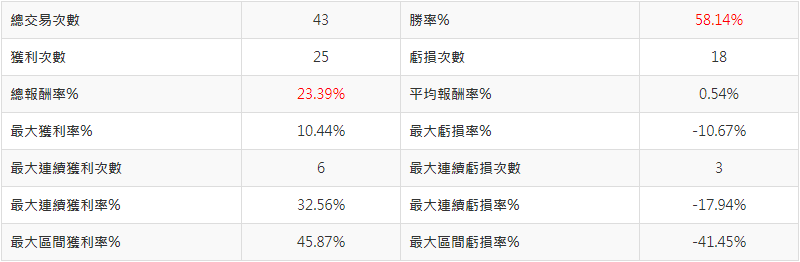 總交易次數 43 勝率% 58.14%
獲利次數 25 虧損次數 18
總報酬率% 23.39% 平均報酬率% 0.54%
最大獲利率% 10.44% 最大虧損率% -10.67%
最大連續獲利次數 6 最大連續虧損次數 3
最大連續獲利率% 32.56% 最大連續虧損率% -17.94%
最大區間獲利率% 45.87% 最大區間虧損率% -41.45%